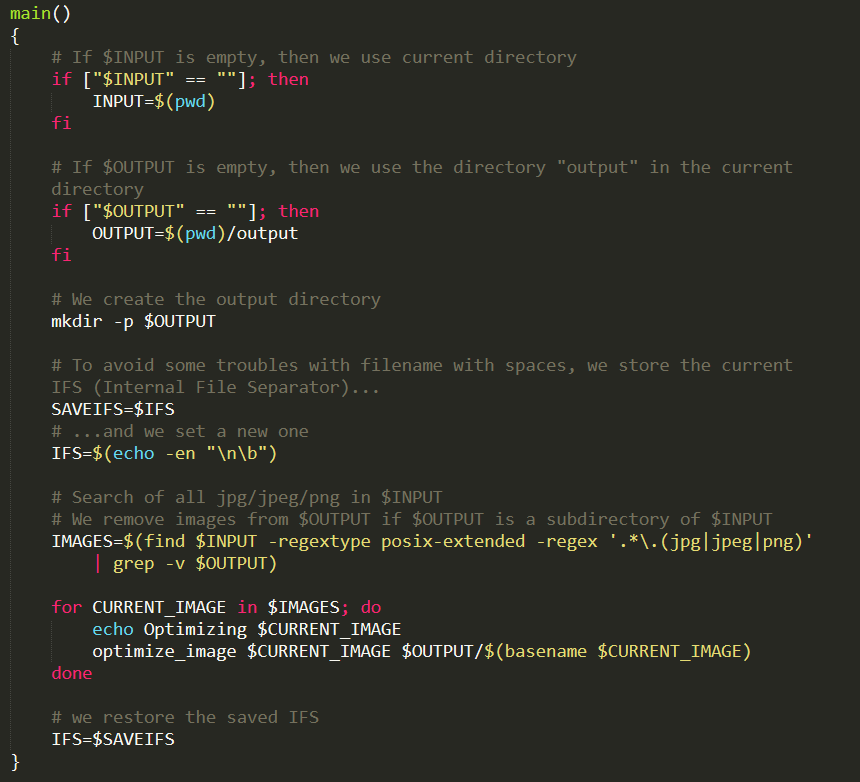 main()
{
    # If $INPUT is empty, then we use current directory
    if ["$INPUT" == ""]; then
        INPUT=$(pwd)
    fi

    # If $OUTPUT is empty, then we use the directory "output" in the current
    directory
    if ["$OUTPUT" == ""]; then
        OUTPUT=$(pwd)/output
    fi

    # We create the output directory
    mkdir -p $OUTPUT

    # To avoid some troubles with filename with spaces, we store the current
    IFS (Internal File Separator)...
    SAVEIFS=$IFS
    # ...and we set a new one
    IFS=$(echo -en "\n\b")

    # Search of all jpg/jpeg/png in $INPUT
    # We remove images from $OUTPUT if $OUTPUT is a subdirectory of $INPUT
    IMAGES=$(find $INPUT -regextype posix-extended -regex '.*\.(jpg|jpeg|png)'
        | grep -v $OUTPUT)

    for CURRENT_IMAGE in $IMAGES; do
        echo Optimizing $CURRENT_IMAGE
        optimize_image $CURRENT_IMAGE $OUTPUT/$(basename $CURRENT_IMAGE)
    done

    # we restore the saved IFS
    IFS=$SAVEIFS
}